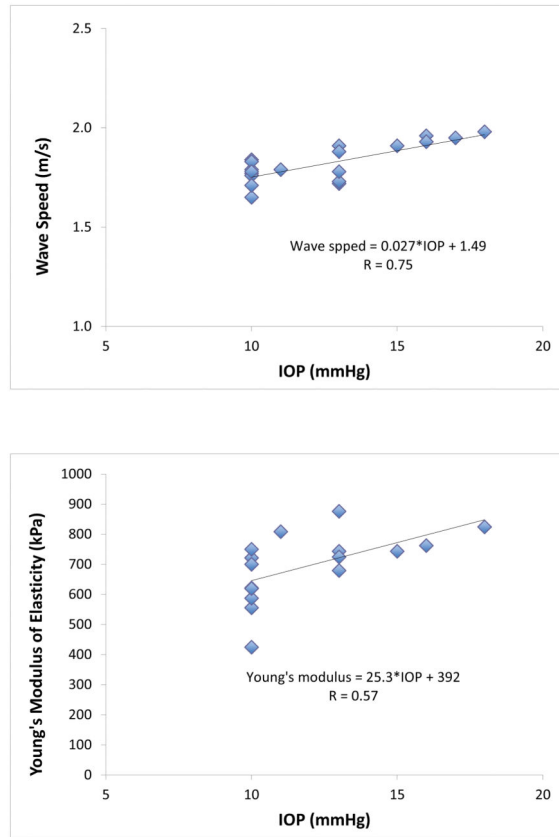 2.5
2.0
1.5
1.0
5
10
15
20
Wave Speed (m/s)
Wave spped = 0.027*IOP + 1.49
R = 0.75
IOP (mmHg)
1000
900
800
700
600
500
400
300
200
100
0
5
10
15
20
Young's Modulus of Elasticity (kPa)
Young's modulus = 25.3*IOP + 392
R = 0.57
IOP (mmHg)